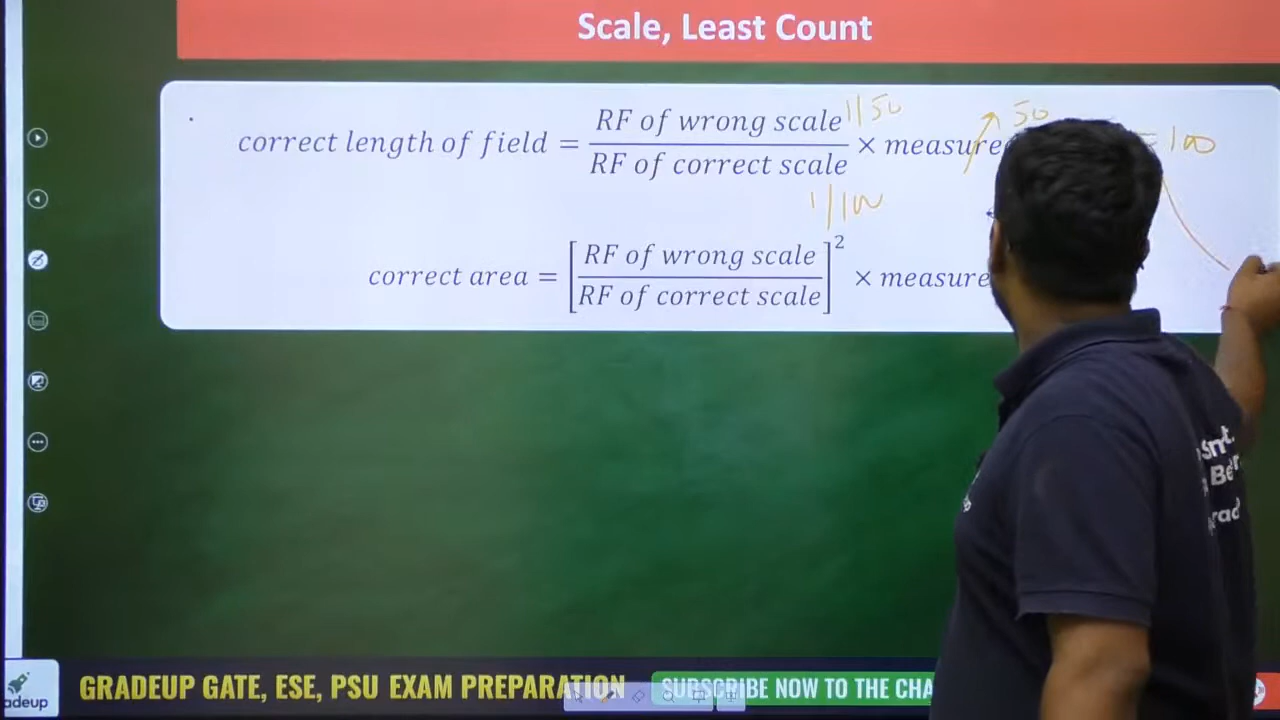 Scale, Least Count
1/50
50
correct length of field = RF of wrong scale / RF of correct scale × measure
= 100
1/100
correct area = [RF of wrong scale / RF of correct scale]² × measure
GRADEUP GATE, ESE, PSU EXAM PREPARATION
SUBSCRIBE NOW TO THE CHA
adeup